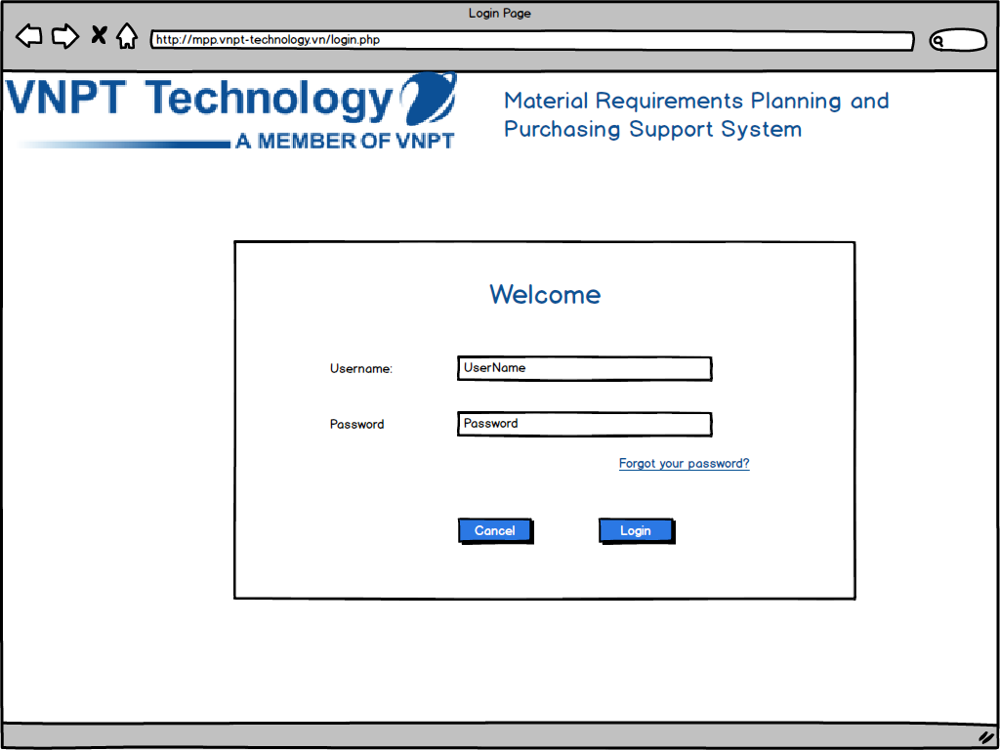 Login Page
http://mpp.vnpt-technology.vn/login.php
VNPT Technology
A MEMBER OF VNPT
Material Requirements Planning and
Purchasing Support System
Welcome
Username:
UserName
Password
Password
Forgot your password?
Cancel
Login